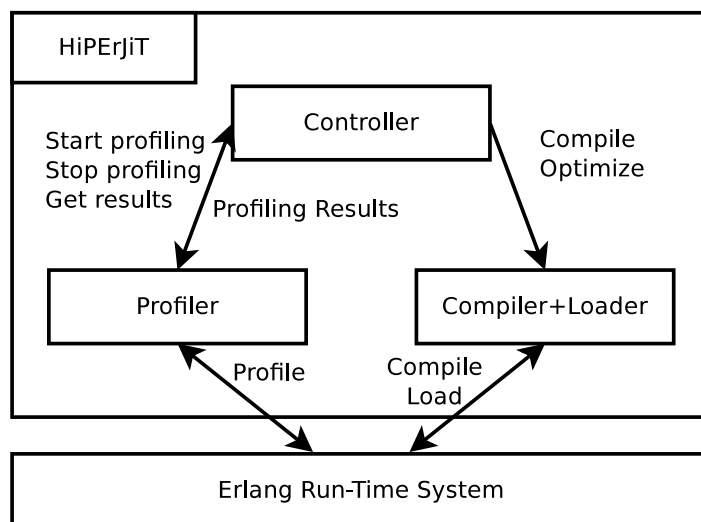 HiPErJiT
Controller
Start profiling
Stop profiling
Get results
Compile
Optimize
Profiling Results
Profiler
Compiler+Loader
Profile
Compile
Load
Erlang Run-Time System